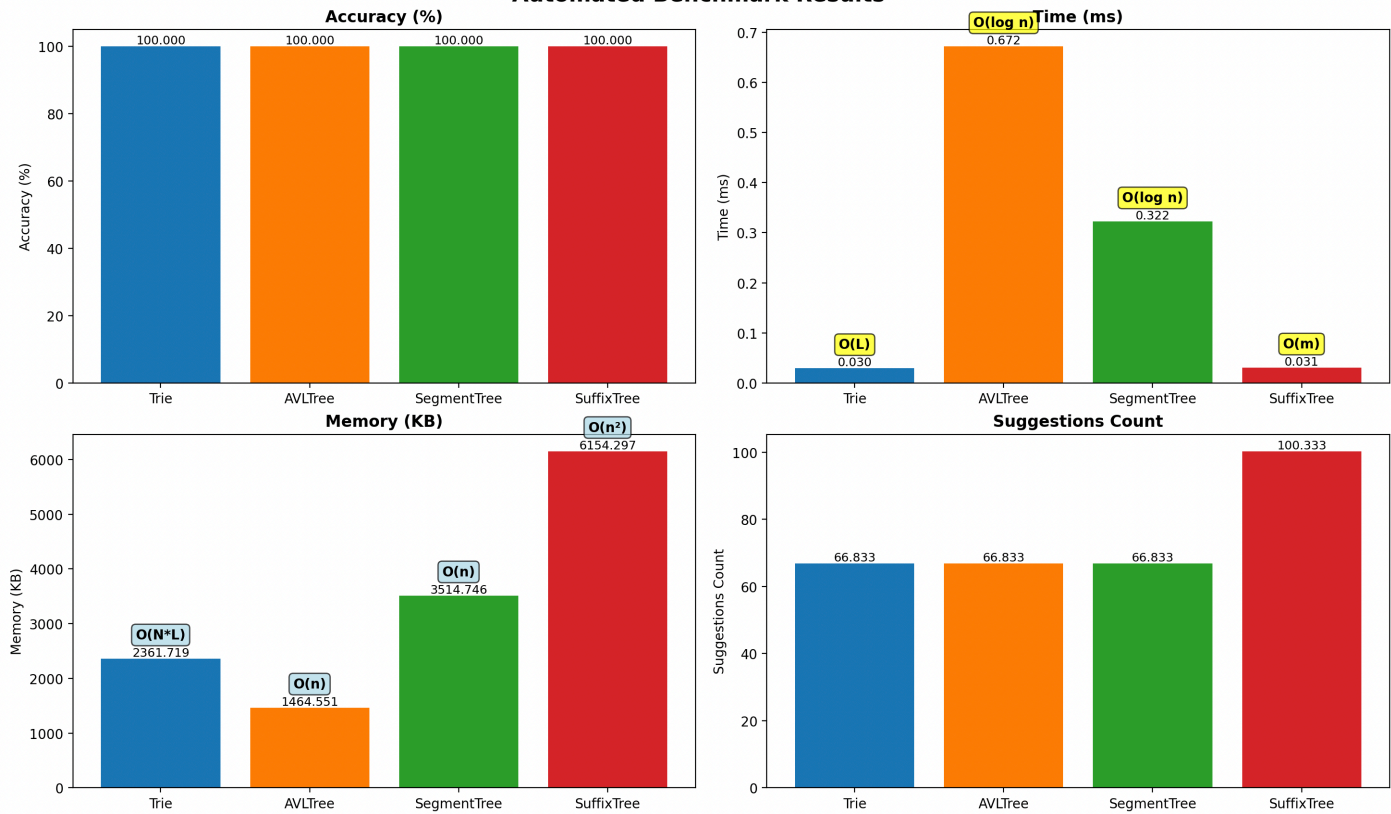 Automated Benchmark Results
Accuracy (%)
Accuracy (%)
100
80
60
40
20
0
100.000 100.000 100.000 100.000
Trie AVLTree SegmentTree SuffixTree
Time (ms)
Time (ms)
0.7
0.6
0.5
0.4
0.3
0.2
0.1
0.0
O(L)
0.030
O(log n)
0.672
O(log n)
0.322
O(m)
0.031
Trie AVLTree SegmentTree SuffixTree
Memory (KB)
Memory (KB)
6000
5000
4000
3000
2000
1000
0
O(N*L)
2361.719
O(n)
1464.551
O(n)
3514.746
O(n²)
6154.297
Trie AVLTree SegmentTree SuffixTree
Suggestions Count
Suggestions Count
100
80
60
40
20
0
66.833 66.833 66.833 100.333
Trie AVLTree SegmentTree SuffixTree